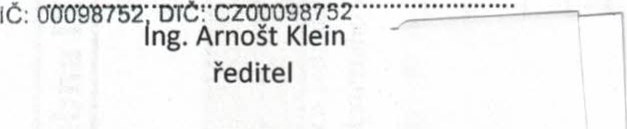 IČ: 00098752, DIČ: CZ00098752
Ing. Arnošt Klein
ředitel